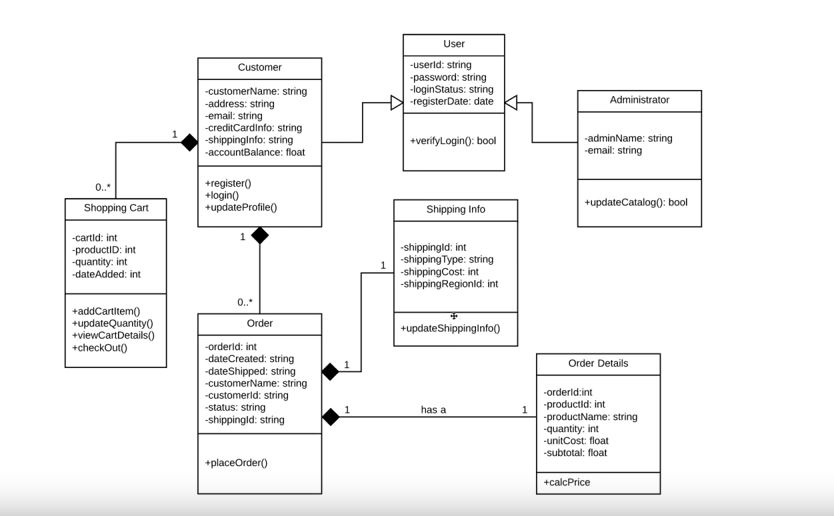 User
-userId: string
-password: string
-loginStatus: string
-registerDate: date
+verifyLogin(): bool
Customer
-customerName: string
-address: string
-email: string
-creditCardInfo: string
-shippingInfo: string
-accountBalance: float
+register()
+login()
+updateProfile()
Administrator
-adminName: string
-email: string
+updateCatalog(): bool
1
0..*
Shopping Cart
-cartId: int
-productID: int
-quantity: int
-dateAdded: int
+addCartItem()
+updateQuantity()
+viewCartDetails()
+checkOut()
1
0..*
Shipping Info
-shippingId: int
-shippingType: string
-shippingCost: int
-shippingRegionId: int
+updateShippingInfo()
1
1
Order
-orderId: int
-dateCreated: string
-dateShipped: string
-customerName: string
-customerId: string
-status: string
-shippingId: string
+placeOrder()
1
has a
1
Order Details
-orderId:int
-productId: int
-productName: string
-quantity: int
-unitCost: float
-subtotal: float
+calcPrice